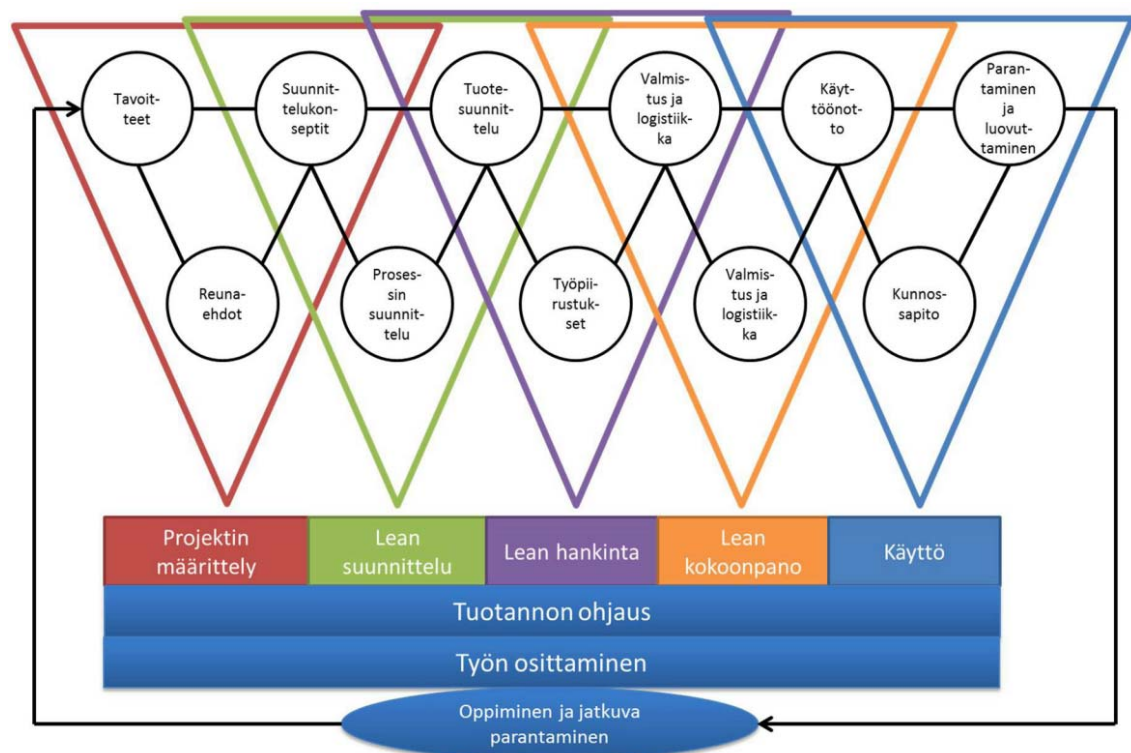 Tavoit-
teet
Suunnit-
telukon-
septit
Tuote-
suunnit-
telu
Valmis-
tus ja
logistiik-
ka
Käyt-
töönot-
to
Paran-
taminen
ja
luovut-
taminen
Reuna-
ehdot
Proses-
sin
suunnit-
telu
Työpii-
rustuk-
set
Valmis-
tus ja
logistiik-
ka
Kunnos-
sapito
Projektin
määrittely
Lean
suunnittelu
Lean hankinta
Lean
kokoonpano
Käyttö
Tuotannon ohjaus
Työn osittaminen
Oppiminen ja jatkuva
parantaminen